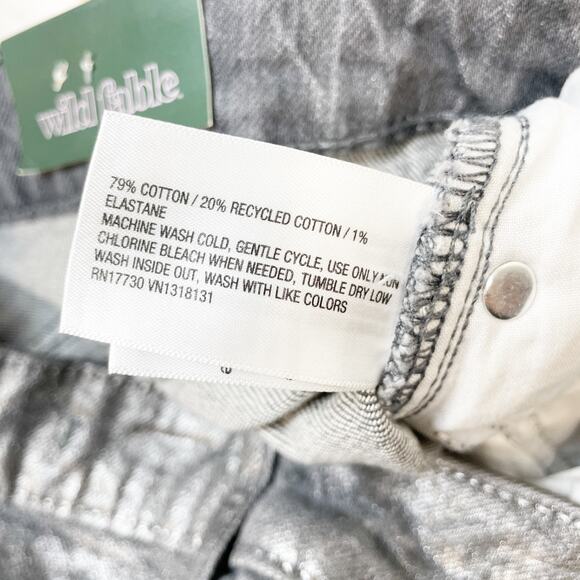 wild fable
79% COTTON / 20% RECYCLED COTTON / 1%
ELASTANE
MACHINE WASH COLD, GENTLE CYCLE, USE ONLY NON
CHLORINE BLEACH WHEN NEEDED, TUMBLE DRY LOW
WASH INSIDE OUT, WASH WITH LIKE COLORS
RN17730 VN1318131